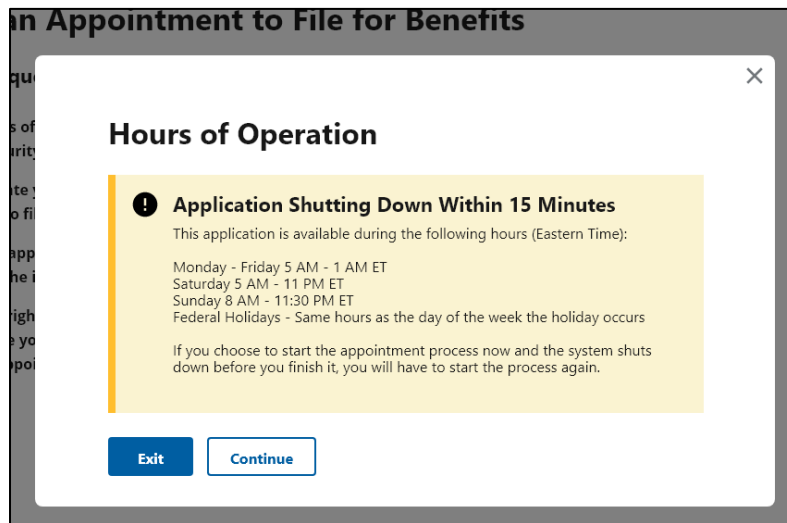 an Appointment to File for Benefits
Hours of Operation
Application Shutting Down Within 15 Minutes
This application is available during the following hours (Eastern Time):
Monday - Friday 5 AM - 1 AM ET
Saturday 5 AM - 11 PM ET
Sunday 8 AM - 11:30 PM ET
Federal Holidays - Same hours as the day of the week the holiday occurs
If you choose to start the appointment process now and the system shuts
down before you finish it, you will have to start the process again.
Exit Continue